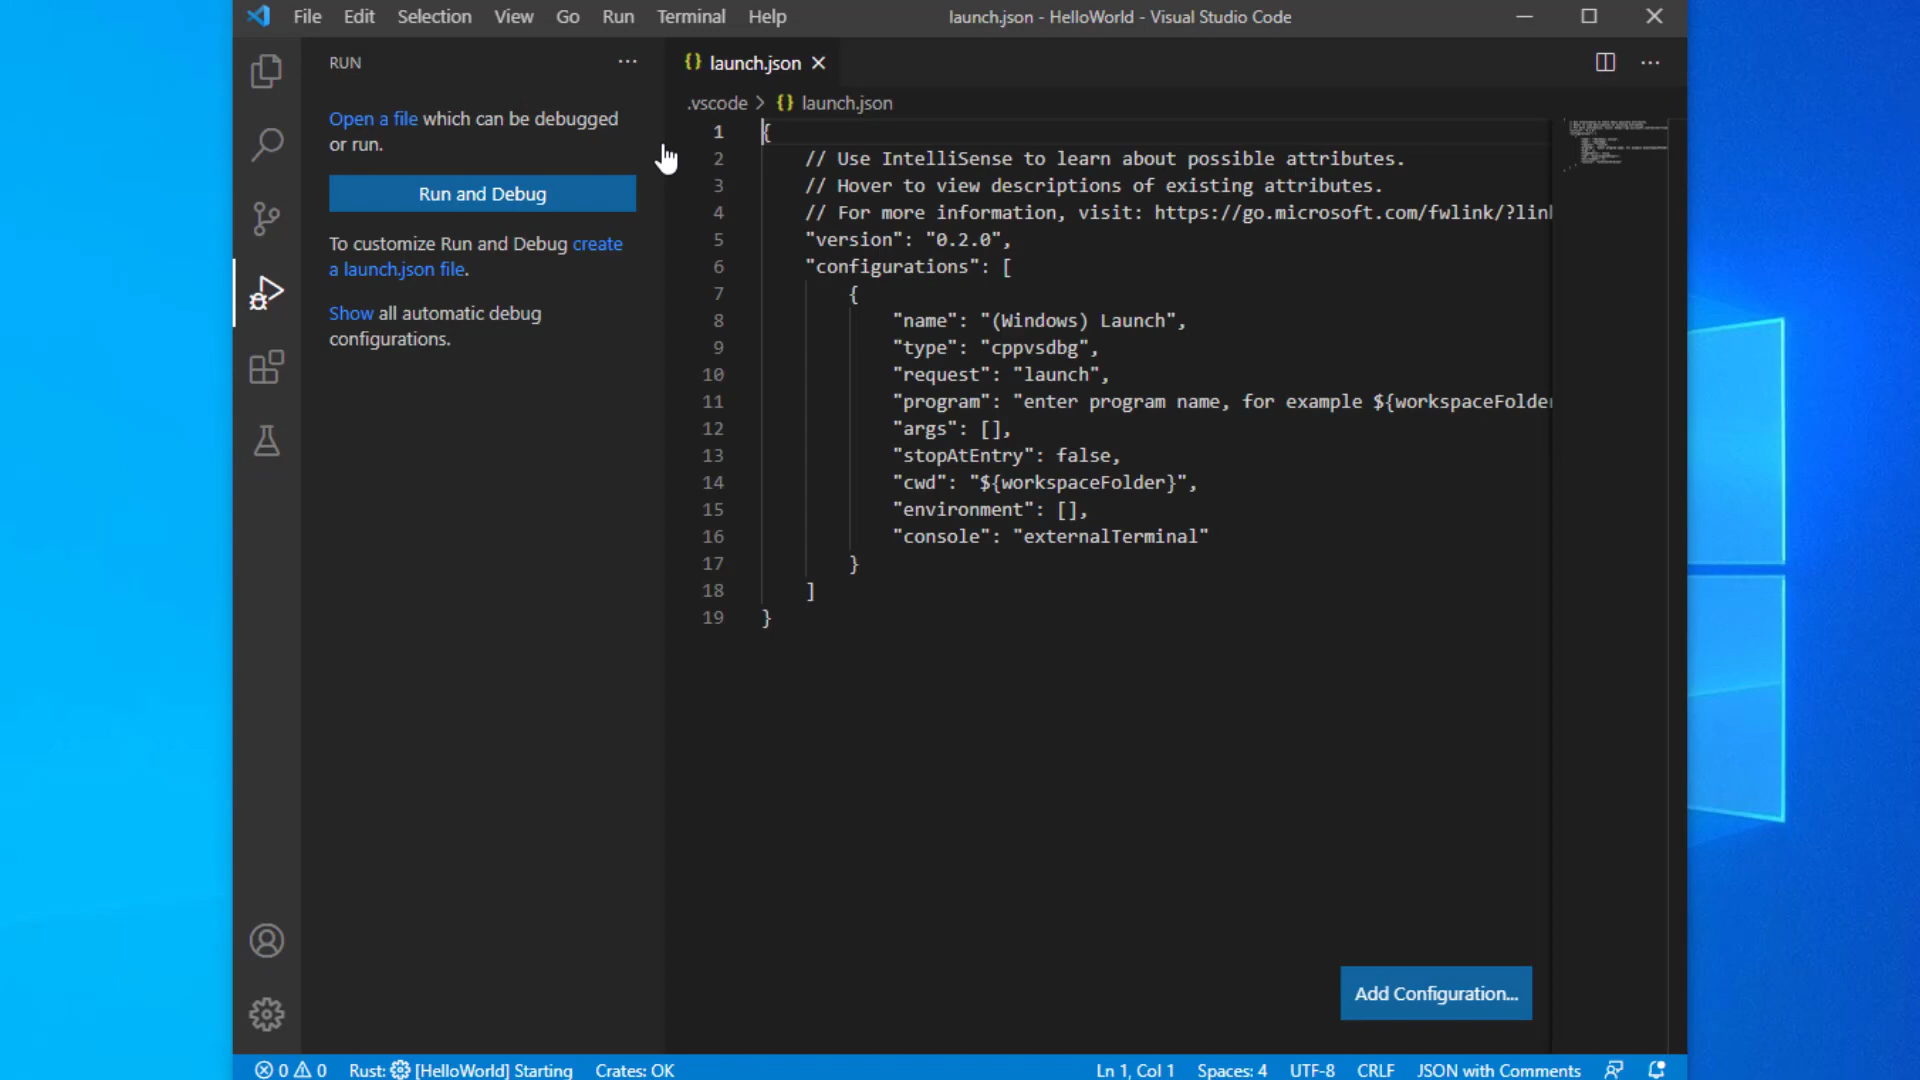 File Edit Selection View Go Run Terminal Help
launch.json - HelloWorld - Visual Studio Code
RUN
Open a file which can be debugged
or run.
Run and Debug
To customize Run and Debug create
a launch.json file.
Show all automatic debug
configurations.
{} launch.json
.vscode > {} launch.json
1 {
2 // Use IntelliSense to learn about possible attributes.
3 // Hover to view descriptions of existing attributes.
4 // For more information, visit: https://go.microsoft.com/fwlink/?lin
5 "version": "0.2.0",
6 "configurations": [
7 {
8 "name": "(Windows) Launch",
9 "type": "cppvsdbg",
10 "request": "launch",
11 "program": "enter program name, for example ${workspaceFolder
12 "args": [],
13 "stopAtEntry": false,
14 "cwd": "${workspaceFolder}",
15 "environment": [],
16 "console": "externalTerminal"
17 }
18 ]
19 }
Add Configuration...
0 0 Rust: [HelloWorld] Starting Crates: OK
Ln 1, Col 1 Spaces: 4 UTF-8 CRLF JSON with Comments